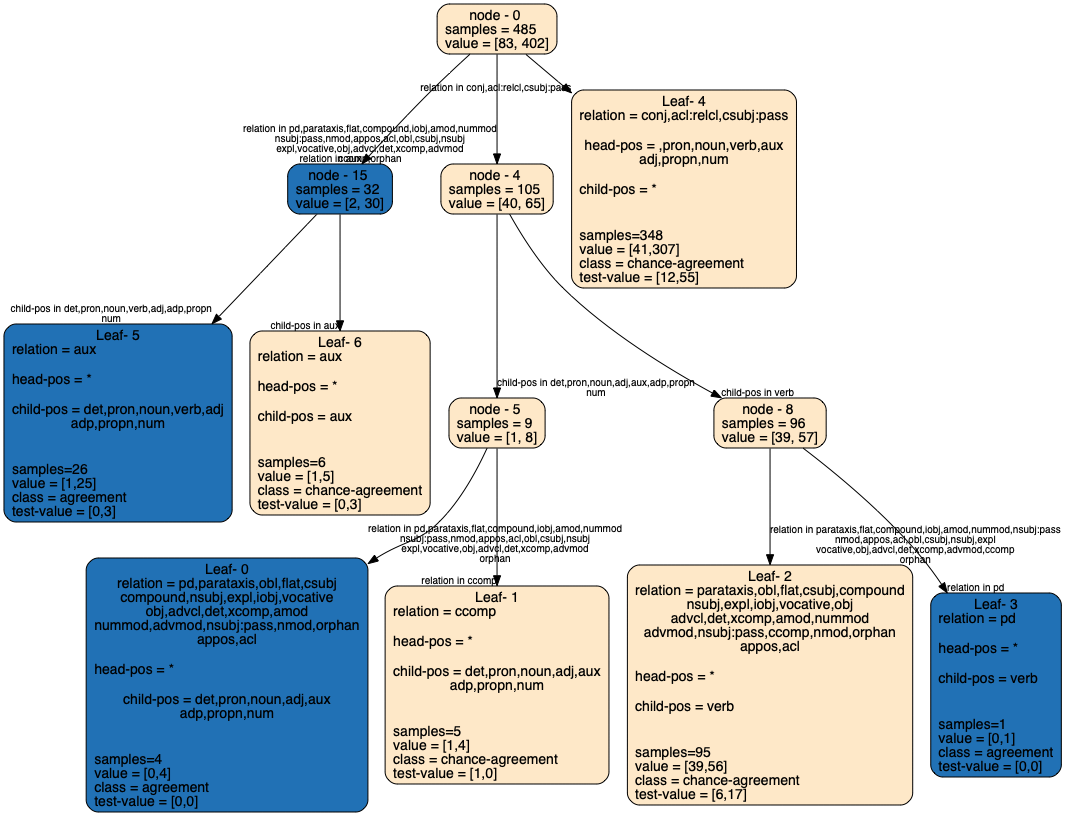 node - 0
samples = 485
value = [83, 402]
relation in conj,acl:relcl,csubj:pass
Leaf- 4
relation = conj,acl:relcl,csubj:pass
head-pos = ,pron,noun,verb,aux
adj,propn,num
child-pos = *
samples=348
value = [41,307]
class = chance-agreement
test-value = [12,55]
relation in pd,parataxis,flat,compound,iobj,amod,nummod
nsubj:pass,nmod,appos,acl,obl,csubj,nsubj
expl,vocative,obj,advcl,det,xcomp,advmod
ccomp,orphan
relation in aux
node - 15
samples = 32
value = [2, 30]
node - 4
samples = 105
value = [40, 65]
child-pos in det,pron,noun,verb,adj,adp,propn
num
child-pos in aux
Leaf- 5
relation = aux
head-pos = *
child-pos = det,pron,noun,verb,adj
adp,propn,num
samples=26
value = [1,25]
class = agreement
test-value = [0,3]
Leaf- 6
relation = aux
head-pos = *
child-pos = aux
samples=6
value = [1,5]
class = chance-agreement
test-value = [0,3]
child-pos in det,pron,noun,adj,aux,adp,propn
num
child-pos in verb
node - 5
samples = 9
value = [1, 8]
node - 8
samples = 96
value = [39, 57]
relation in pd,parataxis,flat,compound,iobj,amod,nummod
nsubj:pass,nmod,appos,acl,obl,csubj,nsubj
expl,vocative,obj,advcl,det,xcomp,advmod
orphan
relation in ccomp
relation in parataxis,flat,compound,iobj,amod,nummod,nsubj:pass
nmod,appos,acl,obl,csubj,nsubj,expl
vocative,obj,advcl,det,xcomp,advmod,ccomp
orphan
relation in pd
Leaf- 0
relation = pd,parataxis,obl,flat,csubj
compound,nsubj,expl,iobj,vocative
obj,advcl,det,xcomp,amod
nummod,advmod,nsubj:pass,nmod,orphan
appos,acl
head-pos = *
child-pos = det,pron,noun,adj,aux
adp,propn,num
samples=4
value = [0,4]
class = agreement
test-value = [0,0]
Leaf- 1
relation = ccomp
head-pos = *
child-pos = det,pron,noun,adj,aux
adp,propn,num
samples=5
value = [1,4]
class = chance-agreement
test-value = [1,0]
Leaf- 2
relation = parataxis,obl,flat,csubj,compound
nsubj,expl,iobj,vocative,obj
advcl,det,xcomp,amod,nummod
advmod,nsubj:pass,ccomp,nmod,orphan
appos,acl
head-pos = *
child-pos = verb
samples=95
value = [39,56]
class = chance-agreement
test-value = [6,17]
Leaf- 3
relation = pd
head-pos = *
child-pos = verb
samples=1
value = [0,1]
class = agreement
test-value = [0,0]